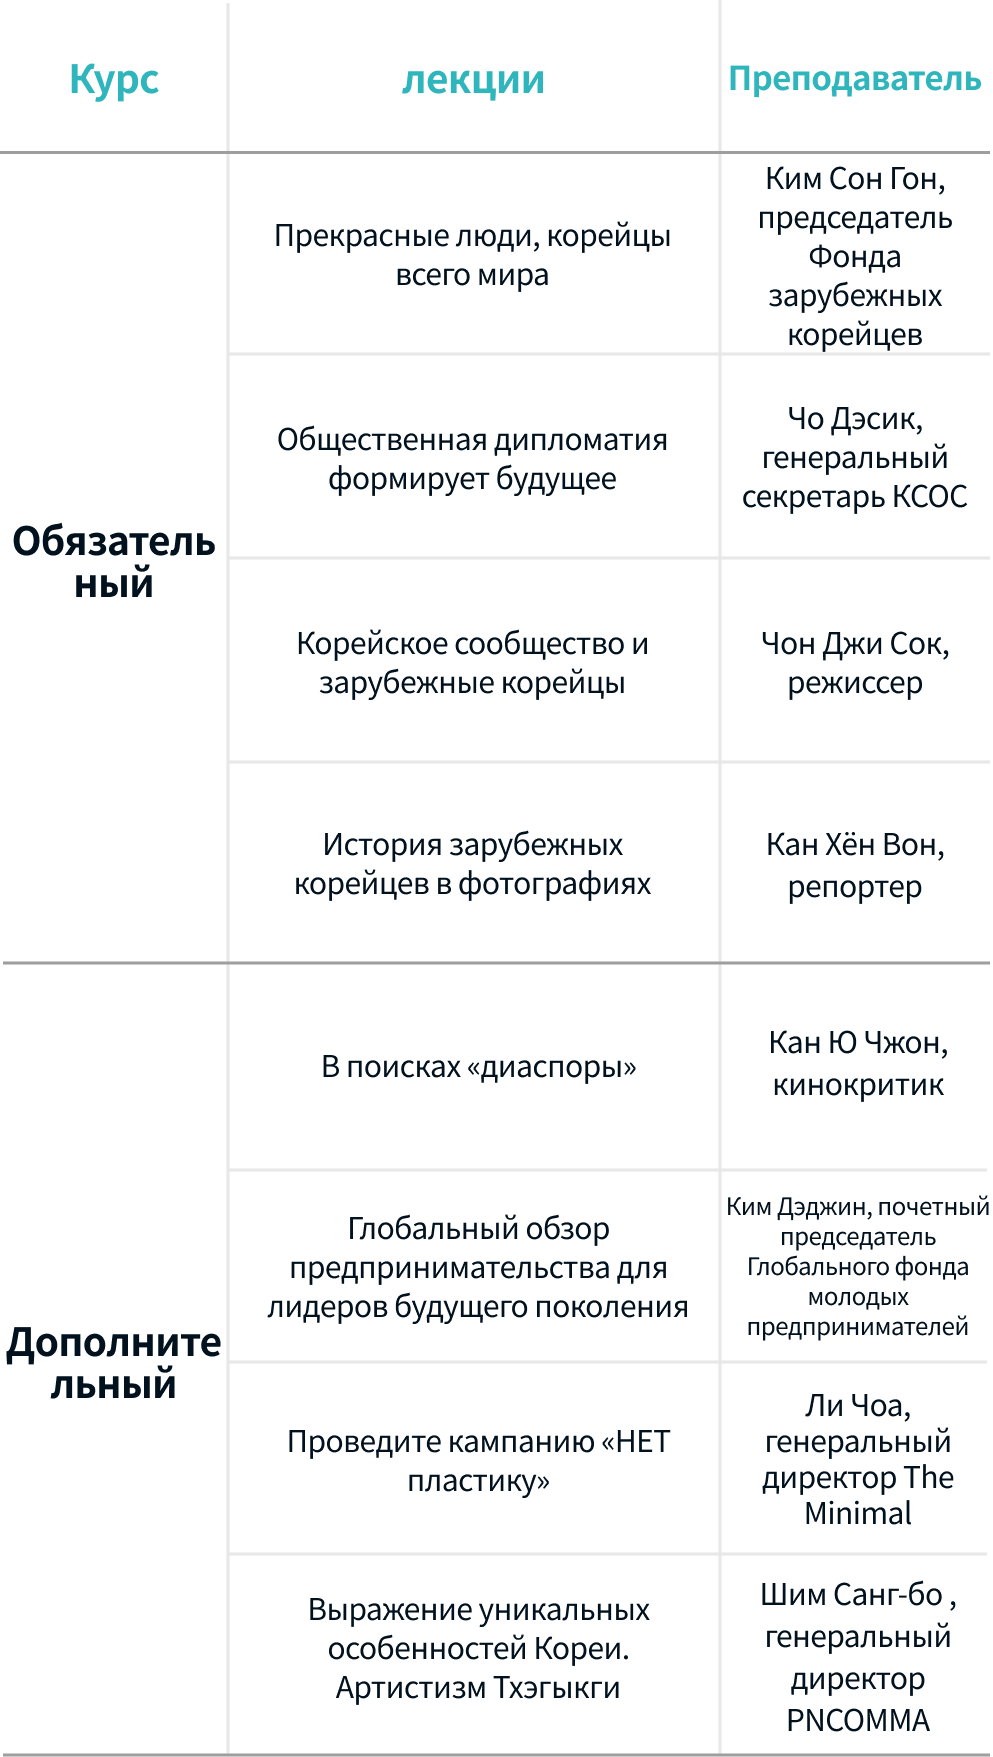 Курс
лекции
Преподаватель
Обязатель
ный
Прекрасные люди, корейцы
всего мира
Ким Сон Гон,
председатель
Фонда
зарубежных
корейцев
Общественная дипломатия
формирует будущее
Чо Дэсик,
генеральный
секретарь КСОС
Корейское сообщество и
зарубежные корейцы
Чон Джи Сок,
режиссер
История зарубежных
корейцев в фотографиях
Кан Хён Вон,
репортер
Дополните
льный
В поисках «диаспоры»
Кан Ю Чжон,
кинокритик
Глобальный обзор
предпринимательства для
лидеров будущего поколения
Ким Дэджин, почетный
председатель
Глобального фонда
молодых
предпринимателей
Проведите кампанию «НЕТ
пластику»
Ли Чоа,
генеральный
директор The
Minimal
Выражение уникальных
особенностей Кореи.
Артистизм Тхэгыкги
Шим Санг-бо ,
генеральный
директор
PNCOMMA